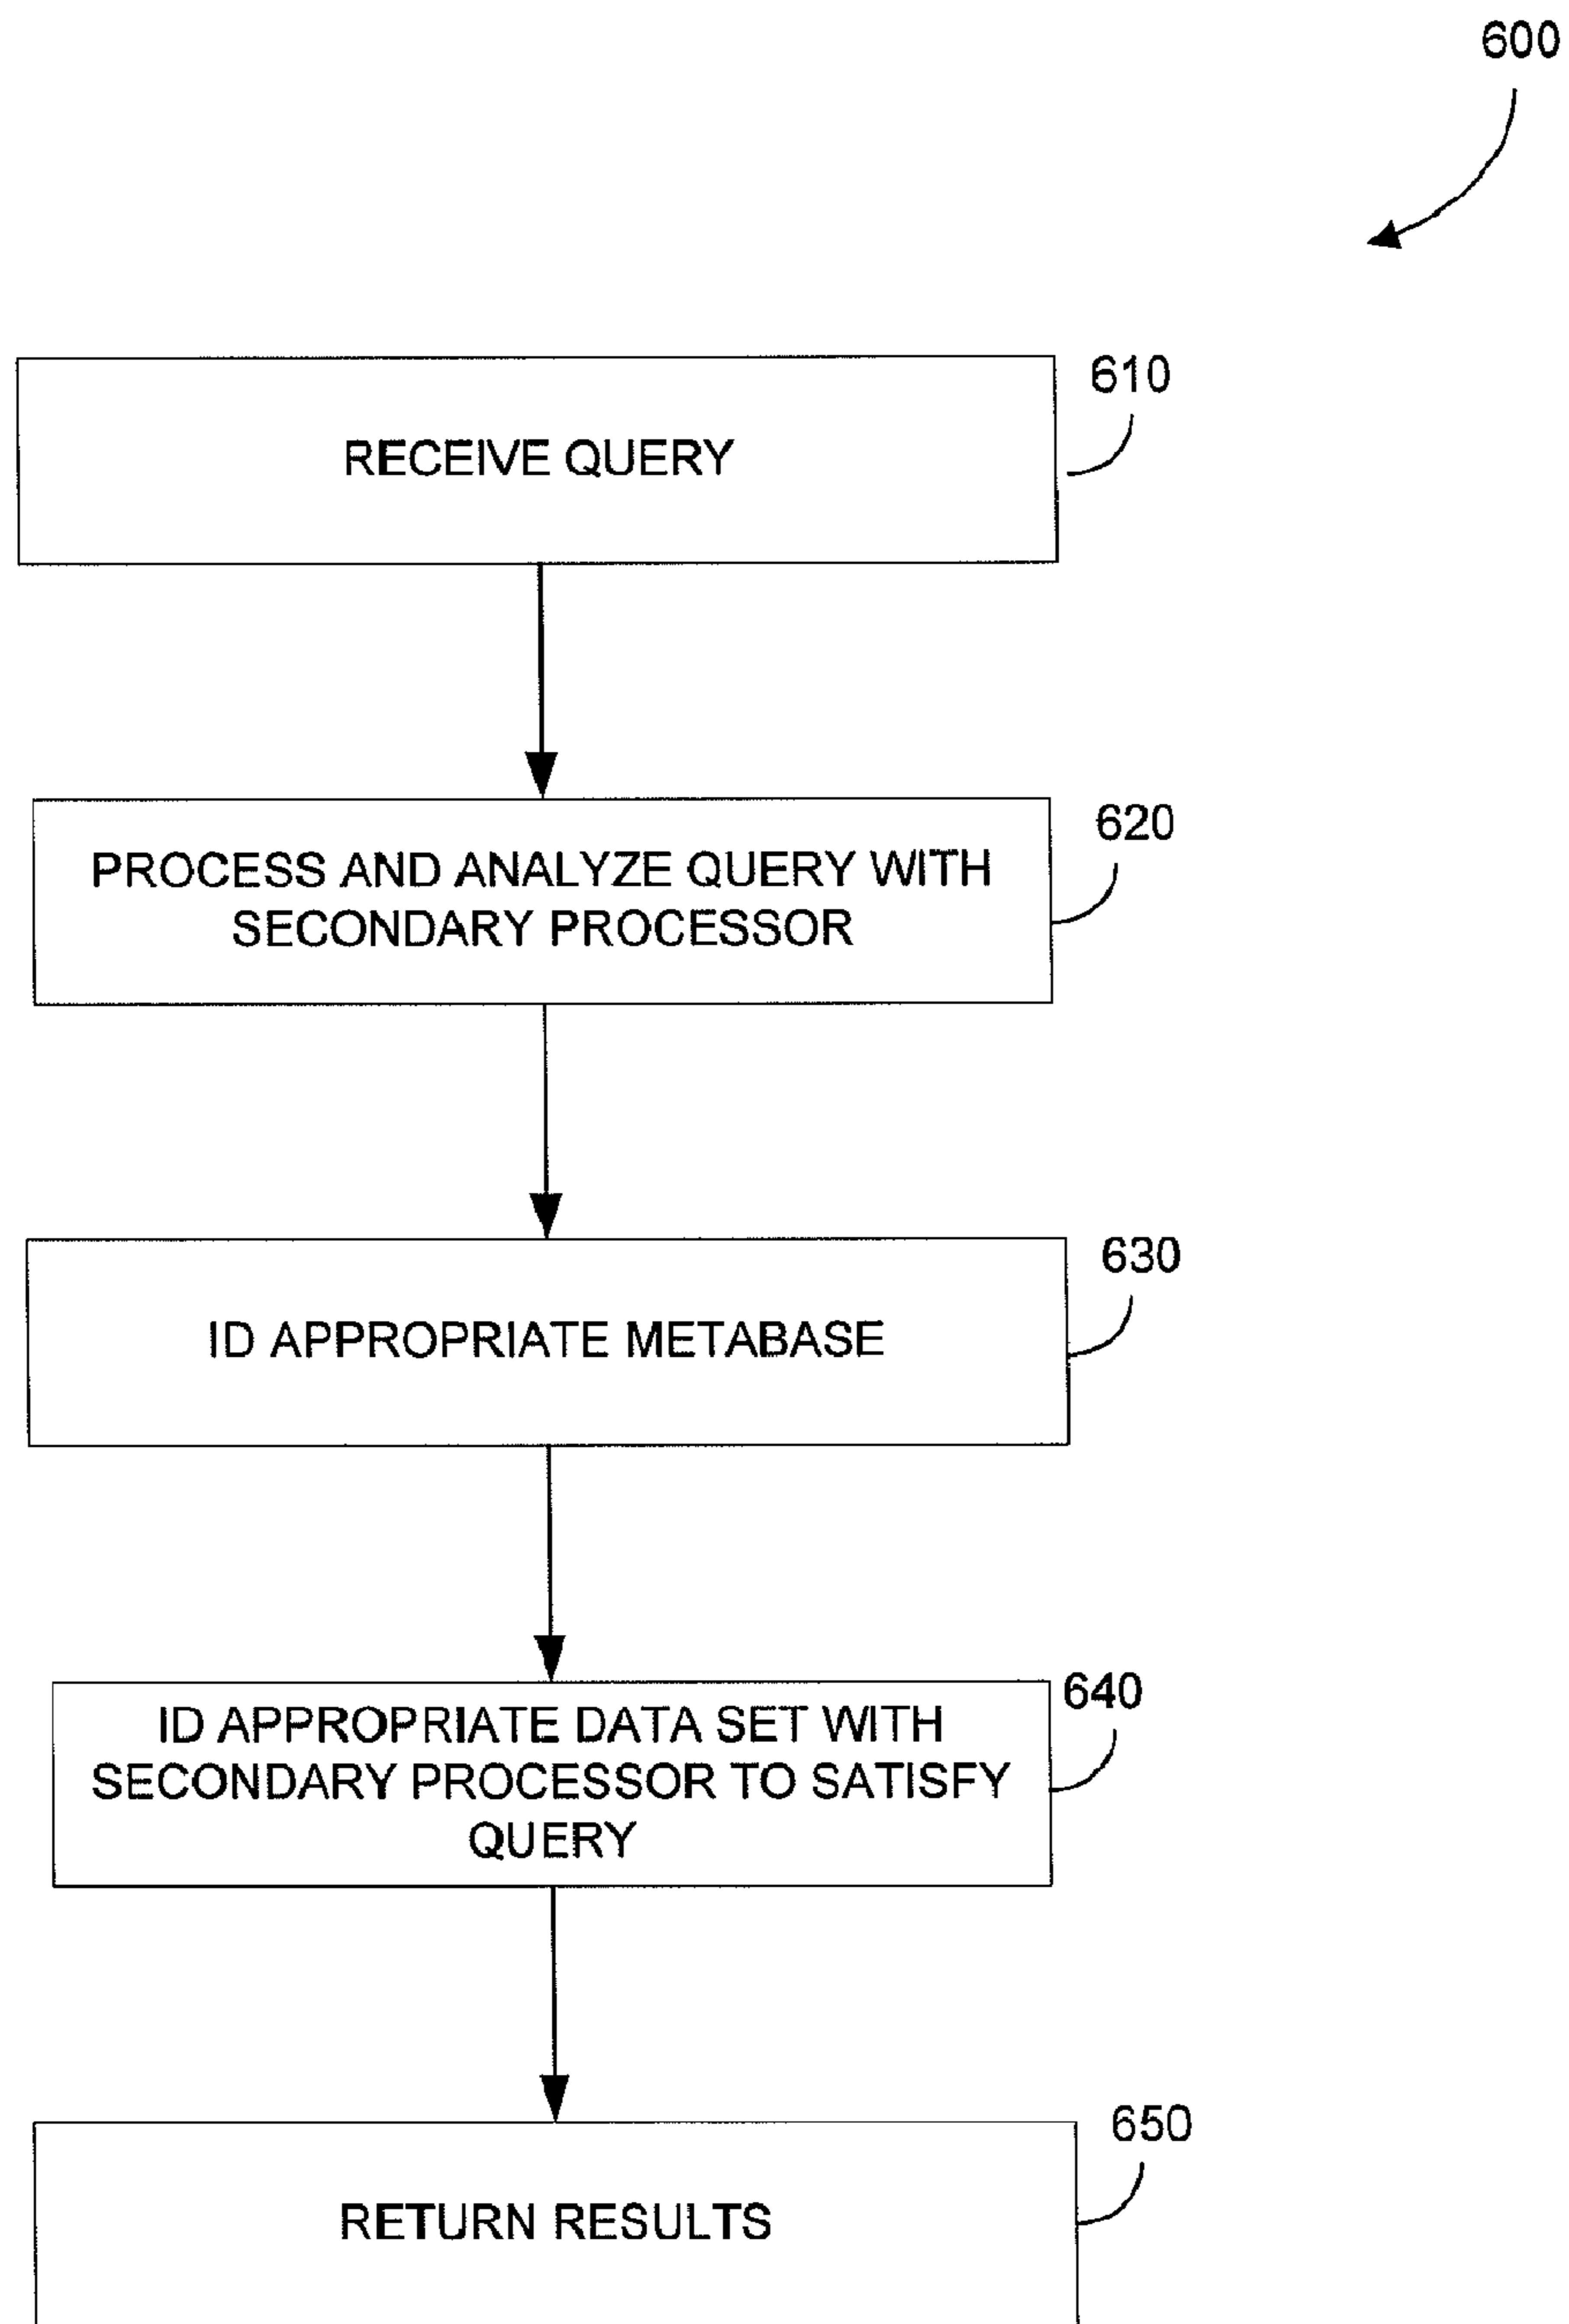 600
610
RECEIVE QUERY
620
PROCESS AND ANALYZE QUERY WITH
SECONDARY PROCESSOR
630
ID APPROPRIATE METABASE
640
ID APPROPRIATE DATA SET WITH
SECONDARY PROCESSOR TO SATISFY
QUERY
650
RETURN RESULTS